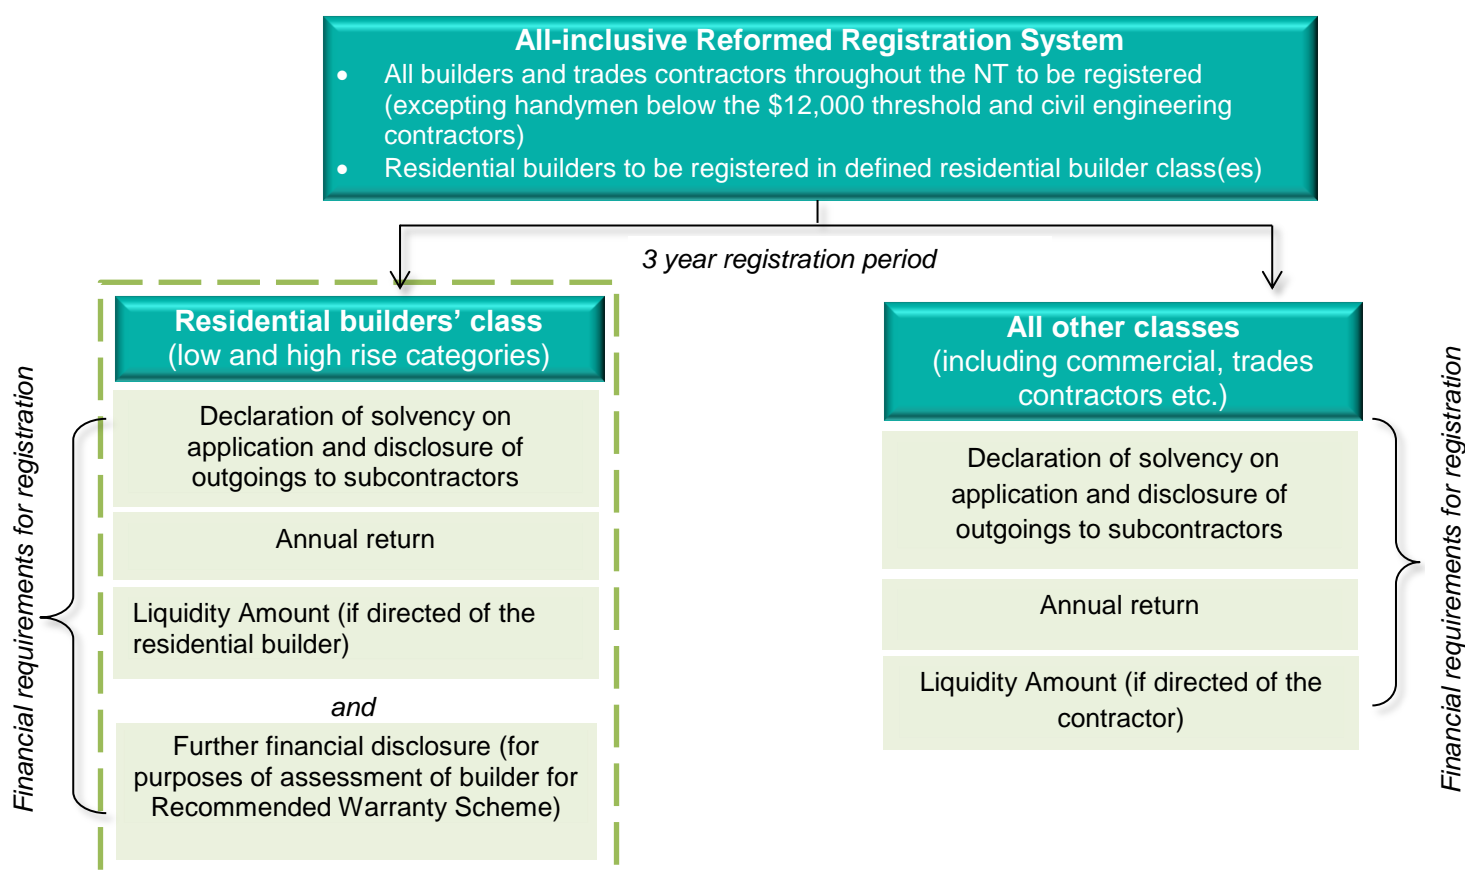 All-inclusive Reformed Registration System
• All builders and trades contractors throughout the NT to be registered
(excepting handymen below the $12,000 threshold and civil engineering
contractors)
• Residential builders to be registered in defined residential builder class(es)
3 year registration period
Financial requirements for registration
Residential builders’ class
(low and high rise categories)
Declaration of solvency on
application and disclosure of
outgoings to subcontractors
Annual return
Liquidity Amount (if directed of the
residential builder)
and
Further financial disclosure (for
purposes of assessment of builder for
Recommended Warranty Scheme)
All other classes
(including commercial, trades
contractors etc.)
Declaration of solvency on
application and disclosure of
outgoings to subcontractors
Annual return
Liquidity Amount (if directed of the
contractor)
Financial requirements for registration